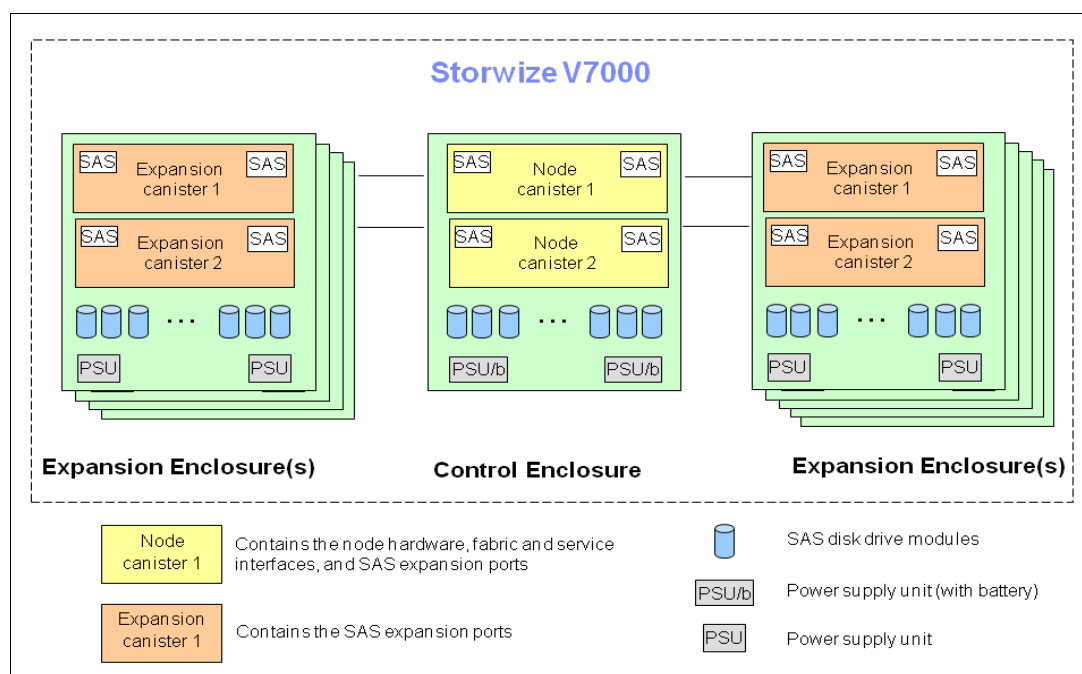 Storwize V7000
SAS Expansion canister 1 SAS
SAS Expansion canister 2 SAS
... 
PSU PSU
Expansion Enclosure(s)
SAS Node canister 1 SAS
SAS Node canister 2 SAS
...
PSU/b PSU/b
Control Enclosure
SAS Expansion canister 1 SAS
SAS Expansion canister 2 SAS
...
PSU PSU
Expansion Enclosure(s)
Node
canister 1
Contains the node hardware, fabric and service
interfaces, and SAS expansion ports
Expansion
canister 1
Contains the SAS expansion ports
SAS disk drive modules
PSU/b Power supply unit (with battery)
PSU Power supply unit